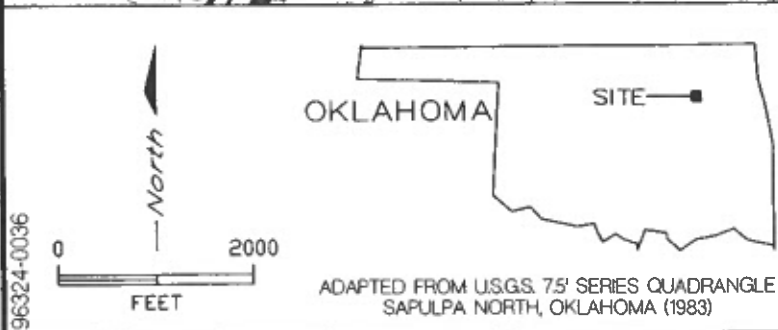 OKLAHOMA
SITE
North
0 2000
FEET
96324-0036
ADAPTED FROM U.S.G.S. 7.5' SERIES QUADRANGLE
SAPULPA NORTH, OKLAHOMA (1983)